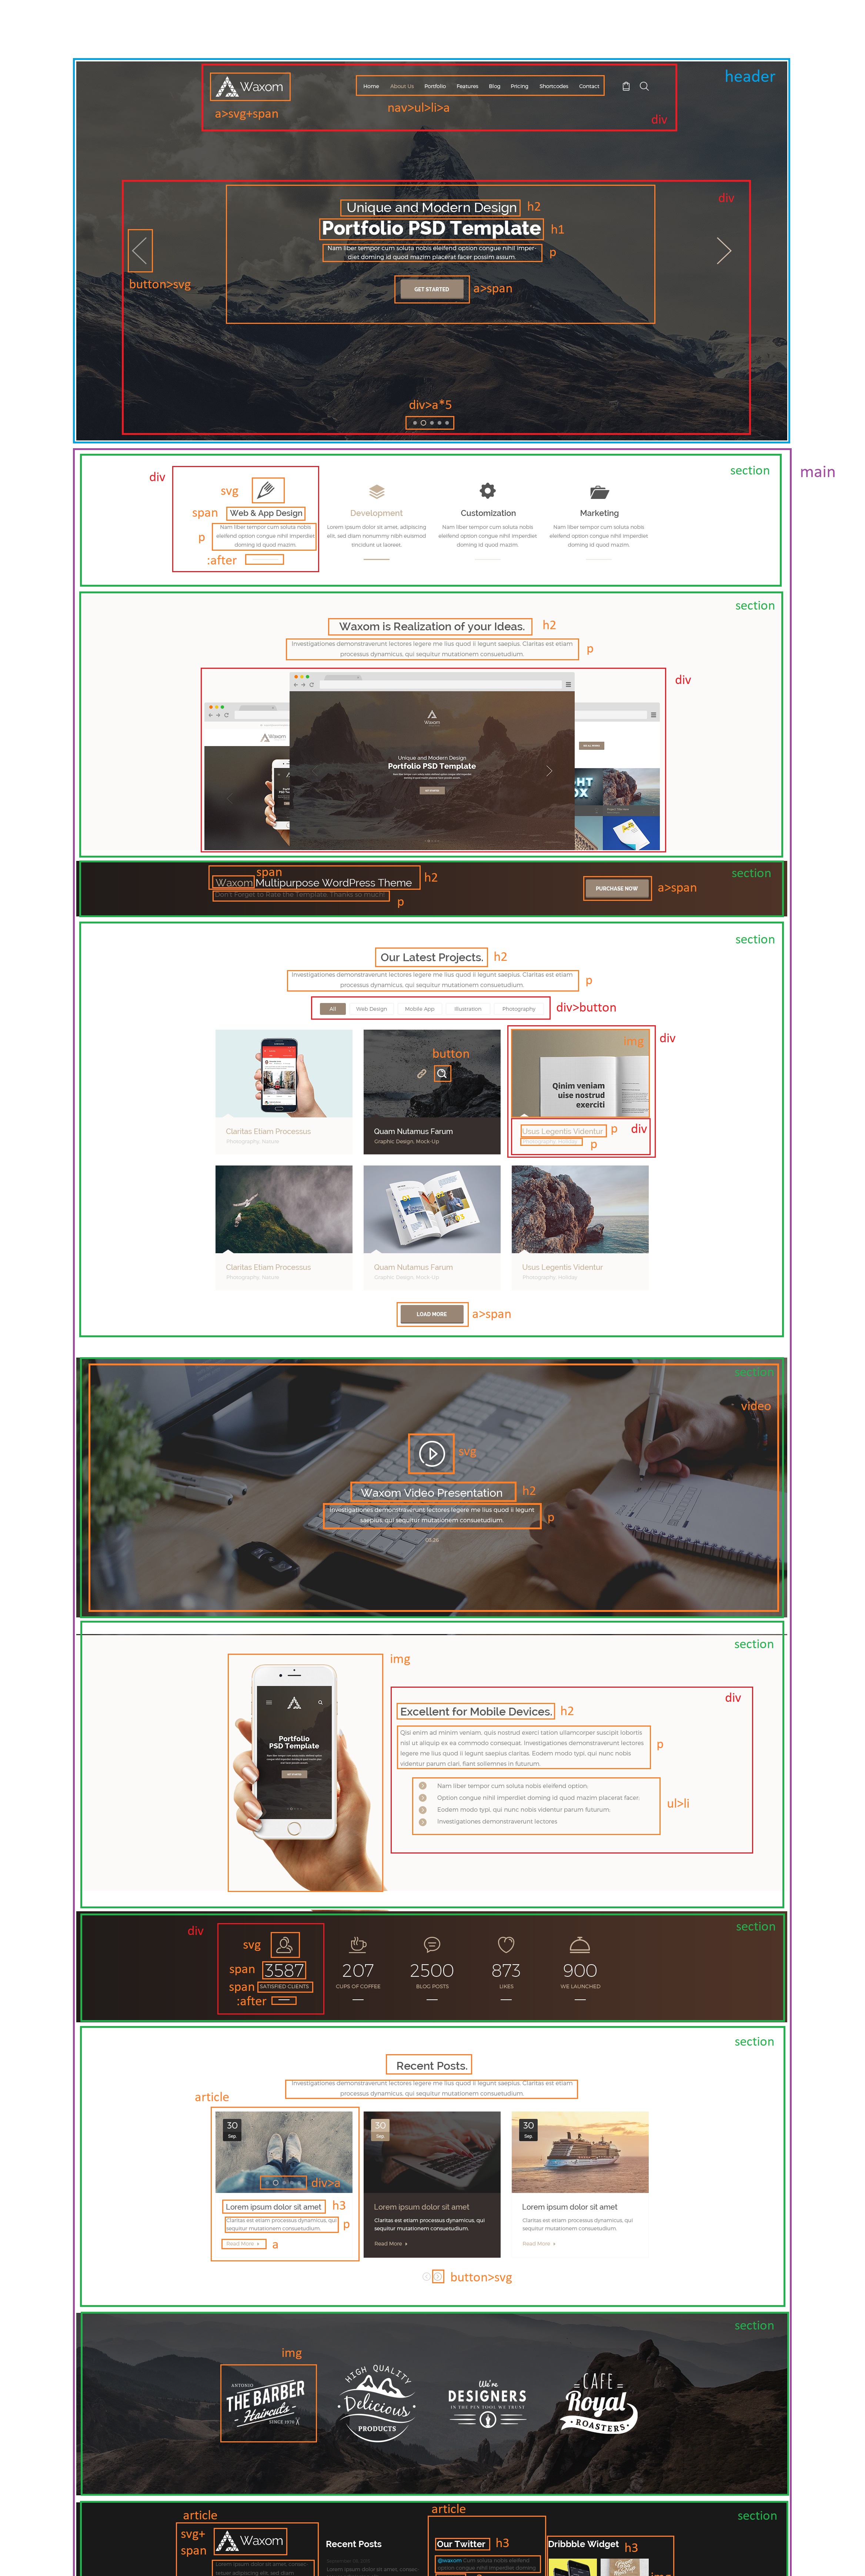 header
Waxom
Home About Us Portfolio Features Blog Pricing Shortcodes Contact
a>svg+span
nav>ul>li>a
div
div
Unique and Modern Design h2
Portfolio PSD Template h1
Nam liber tempor cum soluta nobis eleifend option congue nihil imper-
diet doming id quod mazim placerat facer possim assum.
p
button>svg
GET STARTED a>span
div>a*5
main
section
div
svg
span Web & App Design Development Customization Marketing
p
Nam liber tempor cum soluta nobis
eleifend option congue nihil imperdiet
doming id quod mazim.
Lorem ipsum dolor sit amet, adipiscing
elit, sed diam nonummy nibh euismod
tincidunt ut laoreet.
Nam liber tempor cum soluta nobis
eleifend option congue nihil imperdiet
doming id quod mazim.
Nam liber tempor cum soluta nobis
eleifend option congue nihil imperdiet
doming id quod mazim.
:after
section
Waxom is Realization of your Ideas. h2
Investigationes demonstraverunt lectores legere me lius quod ii legunt saepius. Claritas est etiam
processus dynamicus, qui sequitur mutationem consuetudium.
p
div
Waxom
Waxom
Unique and Modern Design
Portfolio PSD Template
section
span
Waxom Multipurpose WordPress Theme h2
Don't Forget to Rate the Template. Thanks so much!
p
PURCHASE NOW a>span
section
Our Latest Projects. h2
Investigationes demonstraverunt lectores legere me lius quod ii legunt saepius. Claritas est etiam
processus dynamicus, qui sequitur mutationem consuetudium.
p
All Web Design Mobile App Illustration Photography div>button
button
img
div
Qinim veniam
uise nostrud
exerciti
Claritas Etiam Processus
Photography, Nature
Quam Nutamus Farum
Graphic Design, Mock-Up
Usus Legentis Videntur p div
Photography, Holiday p
Claritas Etiam Processus
Photography, Nature
Quam Nutamus Farum
Graphic Design, Mock-Up
Usus Legentis Videntur
Photography, Holiday
LOAD MORE a>span
section
video
svg
Waxom Video Presentation h2
Investigationes demonstraverunt lectores legere me lius quod ii legunt
saepius, qui sequitur mutationem consuetudium.
p
section
img
div
Portfolio
PSD Template
Excellent for Mobile Devices. h2
Qisi enim ad minim veniam, quis nostrud exerci tation ullamcorper suscipit lobortis
nisl ut aliquip ex ea commodo consequat. Investigationes demonstraverunt lectores
legere me lius quod ii legunt saepius claritas. Eodem modo typi, qui nunc nobis
videntur parum clari, fiant sollemnes in futurum.
p
Nam liber tempor cum soluta nobis eleifend option;
Option congue nihil imperdiet doming id quod mazim placerat facer;
Eodem modo typi, qui nunc nobis videntur parum futurum;
Investigationes demonstraverunt lectores
ul>li
section
div
svg
span 3587 207 2500 873 900
span SATISFIED CLIENTS CUPS OF COFFEE BLOG POSTS LIKES WE LAUNCHED
:after
section
Recent Posts.
Investigationes demonstraverunt lectores legere me lius quod ii legunt saepius. Claritas est etiam
processus dynamicus, qui sequitur mutationem consuetudium.
article
30
Sep.
30
Sep.
30
Sep.
div>a
Lorem ipsum dolor sit amet h3
Claritas est etiam processus dynamicus, qui
sequitur mutationem consuetudium.
p
Read More a
Lorem ipsum dolor sit amet
Claritas est etiam processus dynamicus, qui
sequitur mutationem consuetudium.
Read More
Lorem ipsum dolor sit amet
Claritas est etiam processus dynamicus, qui
sequitur mutationem consuetudium.
Read More
button>svg
section
img
ANTONIO
THE BARBER
Haircuts
SINCE 1976
HIGH QUALITY
Delicious
PRODUCTS
We're
DESIGNERS
IN THE PEN TOOL WE TRUST
CAFE
Royal
ROASTERS
section
article
article
svg+
span
Waxom
Recent Posts
Our Twitter h3
Dribbble Widget h3
Lorem ipsum dolor sit amet, consec-
@waxom Cum soluta nobis eleifend
option congue nihil imperdiet doming
Lorem ipsum dolor sit amet, consec-